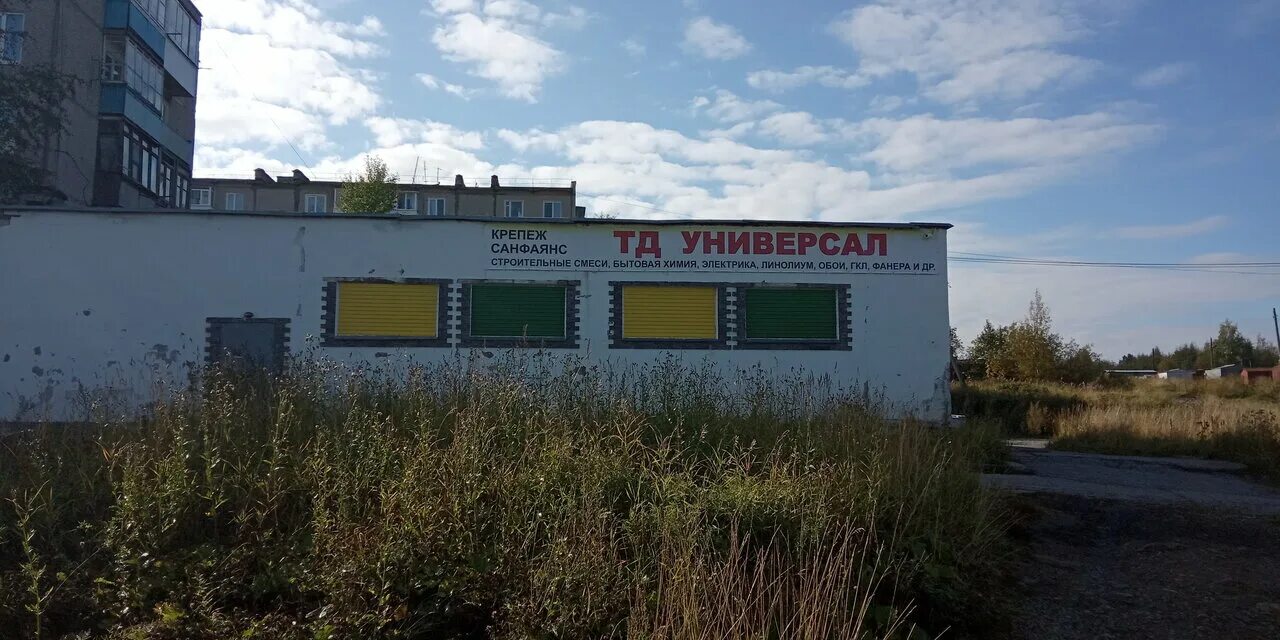 КРЕПЕЖ
САНФАЯНС
ТД УНИВЕРСАЛ
СТРОИТЕЛЬНЫЕ СМЕСИ, БЫТОВАЯ ХИМИЯ, ЭЛЕКТРИКА, ЛИНОЛИУМ, ОБОИ, ГКЛ, ФАНЕРА И ДР.